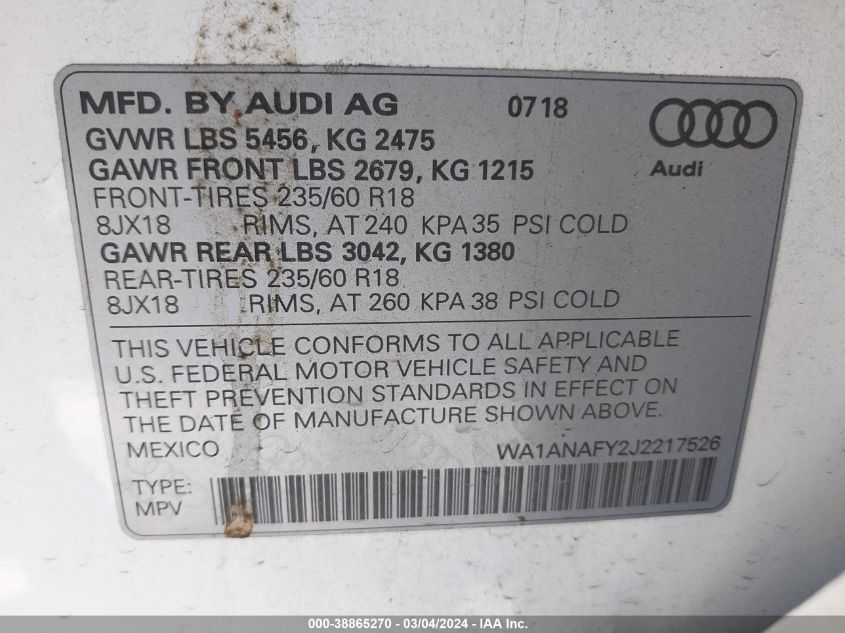 MFD. BY AUDI AG 0718
GVWR LBS 5456, KG 2475
GAWR FRONT LBS 2679, KG 1215
Audi
FRONT-TIRES 235/60 R18
8JX18 RIMS, AT 240 KPA 35 PSI COLD
GAWR REAR LBS 3042, KG 1380
REAR-TIRES 235/60 R18
8JX18 RIMS, AT 260 KPA 38 PSI COLD
THIS VEHICLE CONFORMS TO ALL APPLICABLE
U.S. FEDERAL MOTOR VEHICLE SAFETY AND
THEFT PREVENTION STANDARDS IN EFFECT ON
THE DATE OF MANUFACTURE SHOWN ABOVE.
MEXICO WA1ANAFY2J2217526
TYPE:
MPV
000-38865270 - 03/04/2024 - IAA Inc.